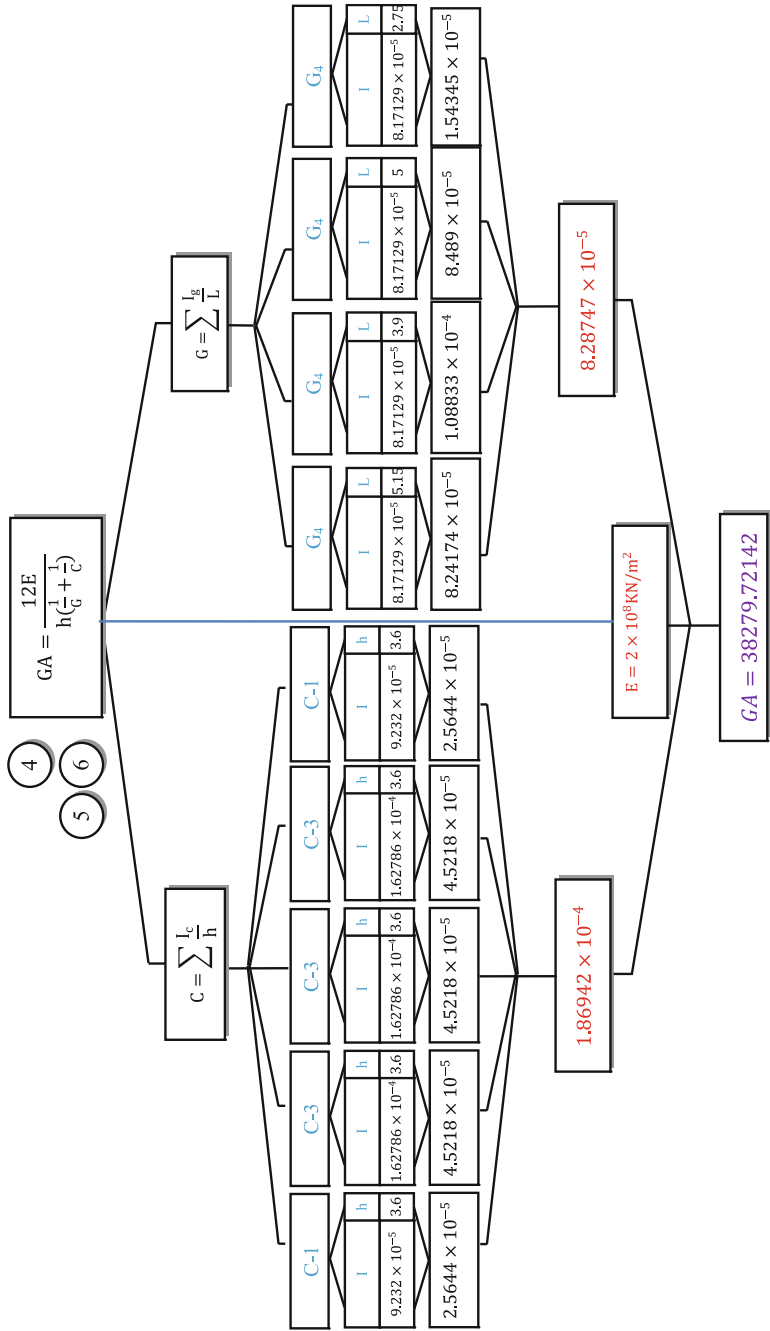 4
5 6
GA = 12E / h(1/G + 1/C)
C = ∑ I_c/h
G = ∑ I_g/L
C-1 C-3 C-3 C-3 C-1 G₄ G₄ G₄ G₄
I h I h I h I h I h I L I L I L I L
9.232 × 10⁻⁵ 3.6 1.62786 × 10⁻⁴ 3.6 1.62786 × 10⁻⁴ 3.6 1.62786 × 10⁻⁴ 3.6 9.232 × 10⁻⁵ 3.6 8.17129 × 10⁻⁵ 5.15 8.17129 × 10⁻⁵ 3.9 8.17129 × 10⁻⁵ 5 8.17129 × 10⁻⁵ 2.75
2.5644 × 10⁻⁵ 4.5218 × 10⁻⁵ 4.5218 × 10⁻⁵ 4.5218 × 10⁻⁵ 2.5644 × 10⁻⁵ 8.24174 × 10⁻⁵ 1.08833 × 10⁻⁴ 8.489 × 10⁻⁵ 1.54345 × 10⁻⁵
1.86942 × 10⁻⁴ 8.28747 × 10⁻⁵
E = 2 × 10⁸KN/m²
GA = 38279.72142